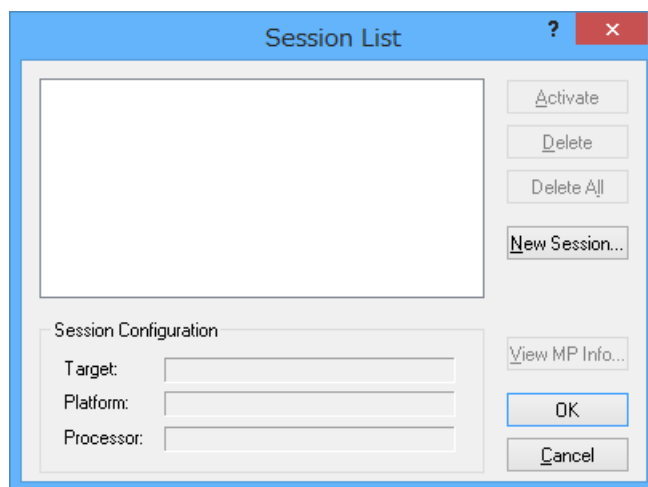 Session List
?
Activate
Delete
Delete All
New Session...
Session Configuration
Target:
Platform:
Processor:
View MP Info...
OK
Cancel